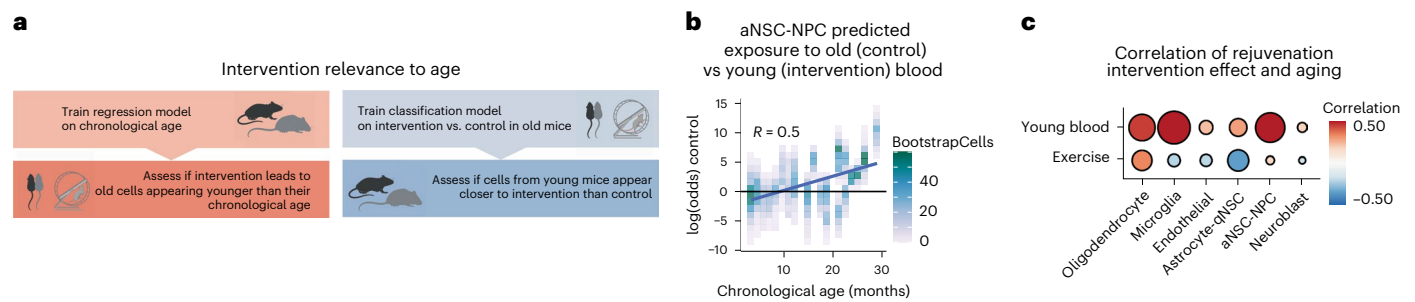 a
Intervention relevance to age
Train regression model
on chronological age
Assess if intervention leads to
old cells appearing younger than their
chronological age
Train classification model
on intervention vs. control in old mice
Assess if cells from young mice appear
closer to intervention than control
b
aNSC-NPC predicted
exposure to old (control)
vs young (intervention) blood
log(odds) control
15
10
5
0
−5
−10
R = 0.5
10
20
30
Chronological age (months)
BootstrapCells
40
20
0
c
Correlation of rejuvenation
intervention effect and aging
Young blood
Exercise
Oligodendrocyte
Microglia
Endothelial
Astrocyte-qNSC
aNSC-NPC
Neuroblast
Correlation
0.50
−0.50